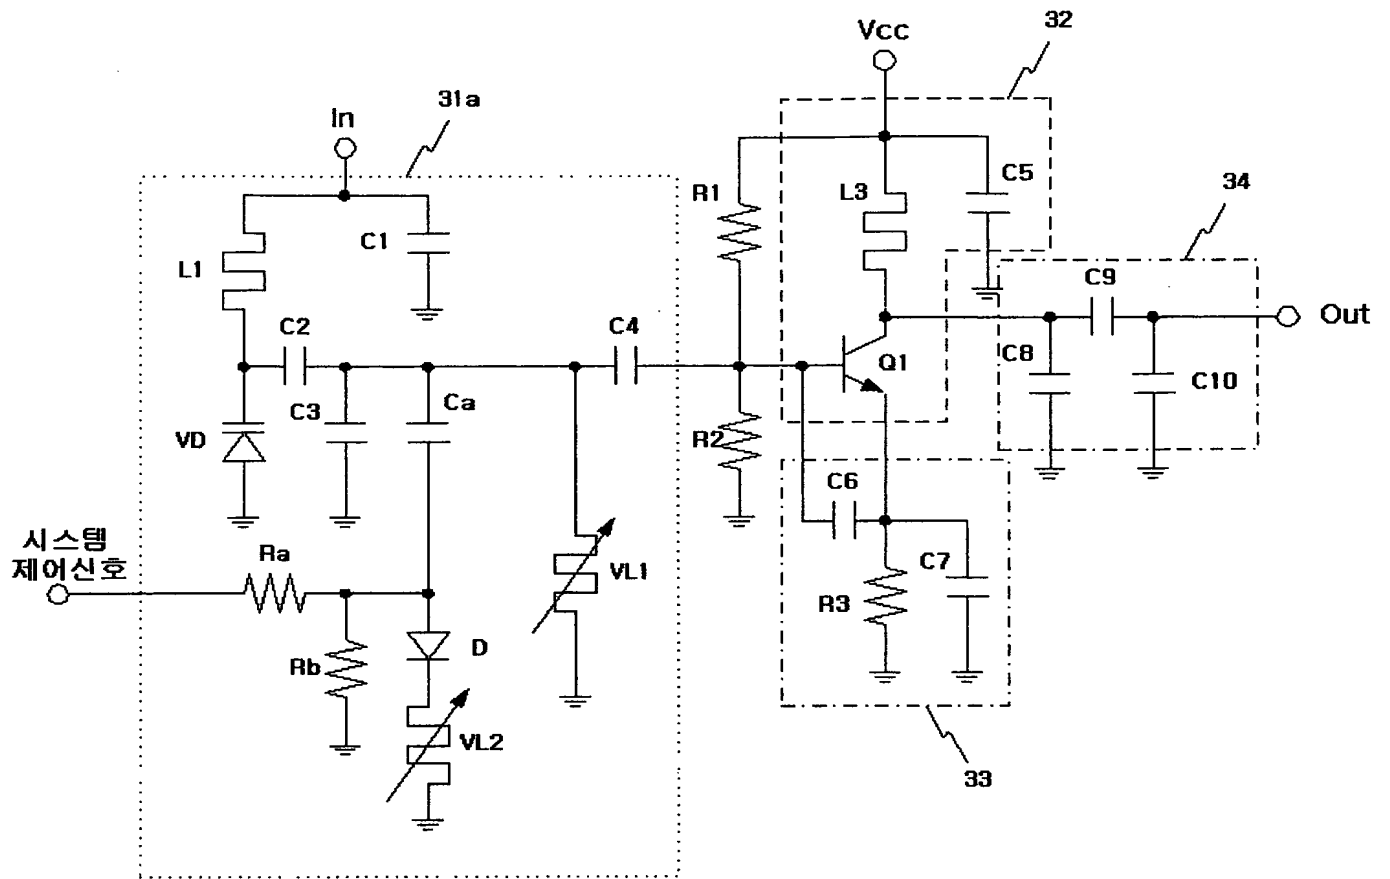 32
Vcc
31a
In
R1
L3
C5
34
C1
L1
C9
C2
C4
Out
Q1
C8
C10
C3
Ca
VD
R2
C6
시스템
제어신호
Ra
VL1
C7
R3
Rb
D
VL2
33